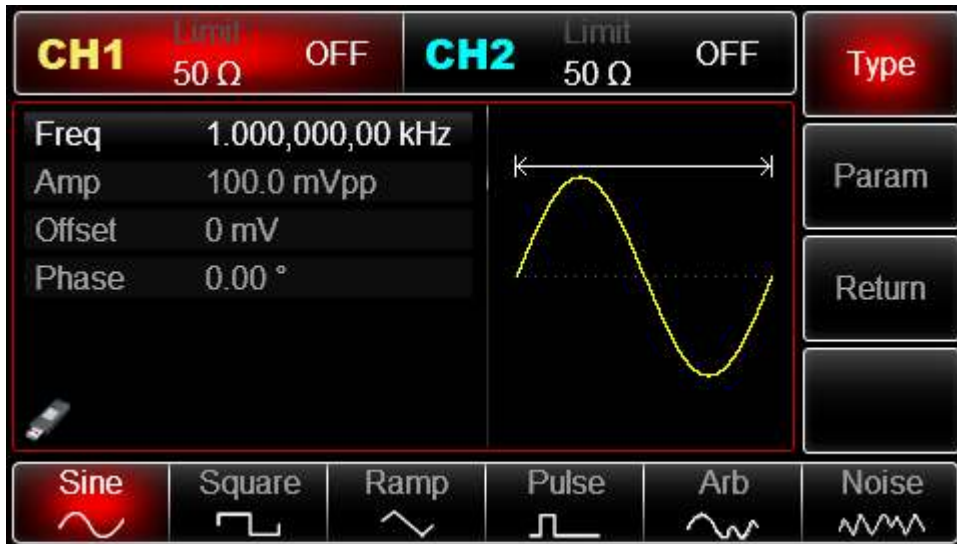 CH1 Limit 50 Ω OFF
CH2 Limit 50 Ω OFF
Type
Freq 1.000,000,00 kHz
Amp 100.0 mVpp
Offset 0 mV
Phase 0.00 °
Param
Return
Sine Square Ramp Pulse Arb Noise